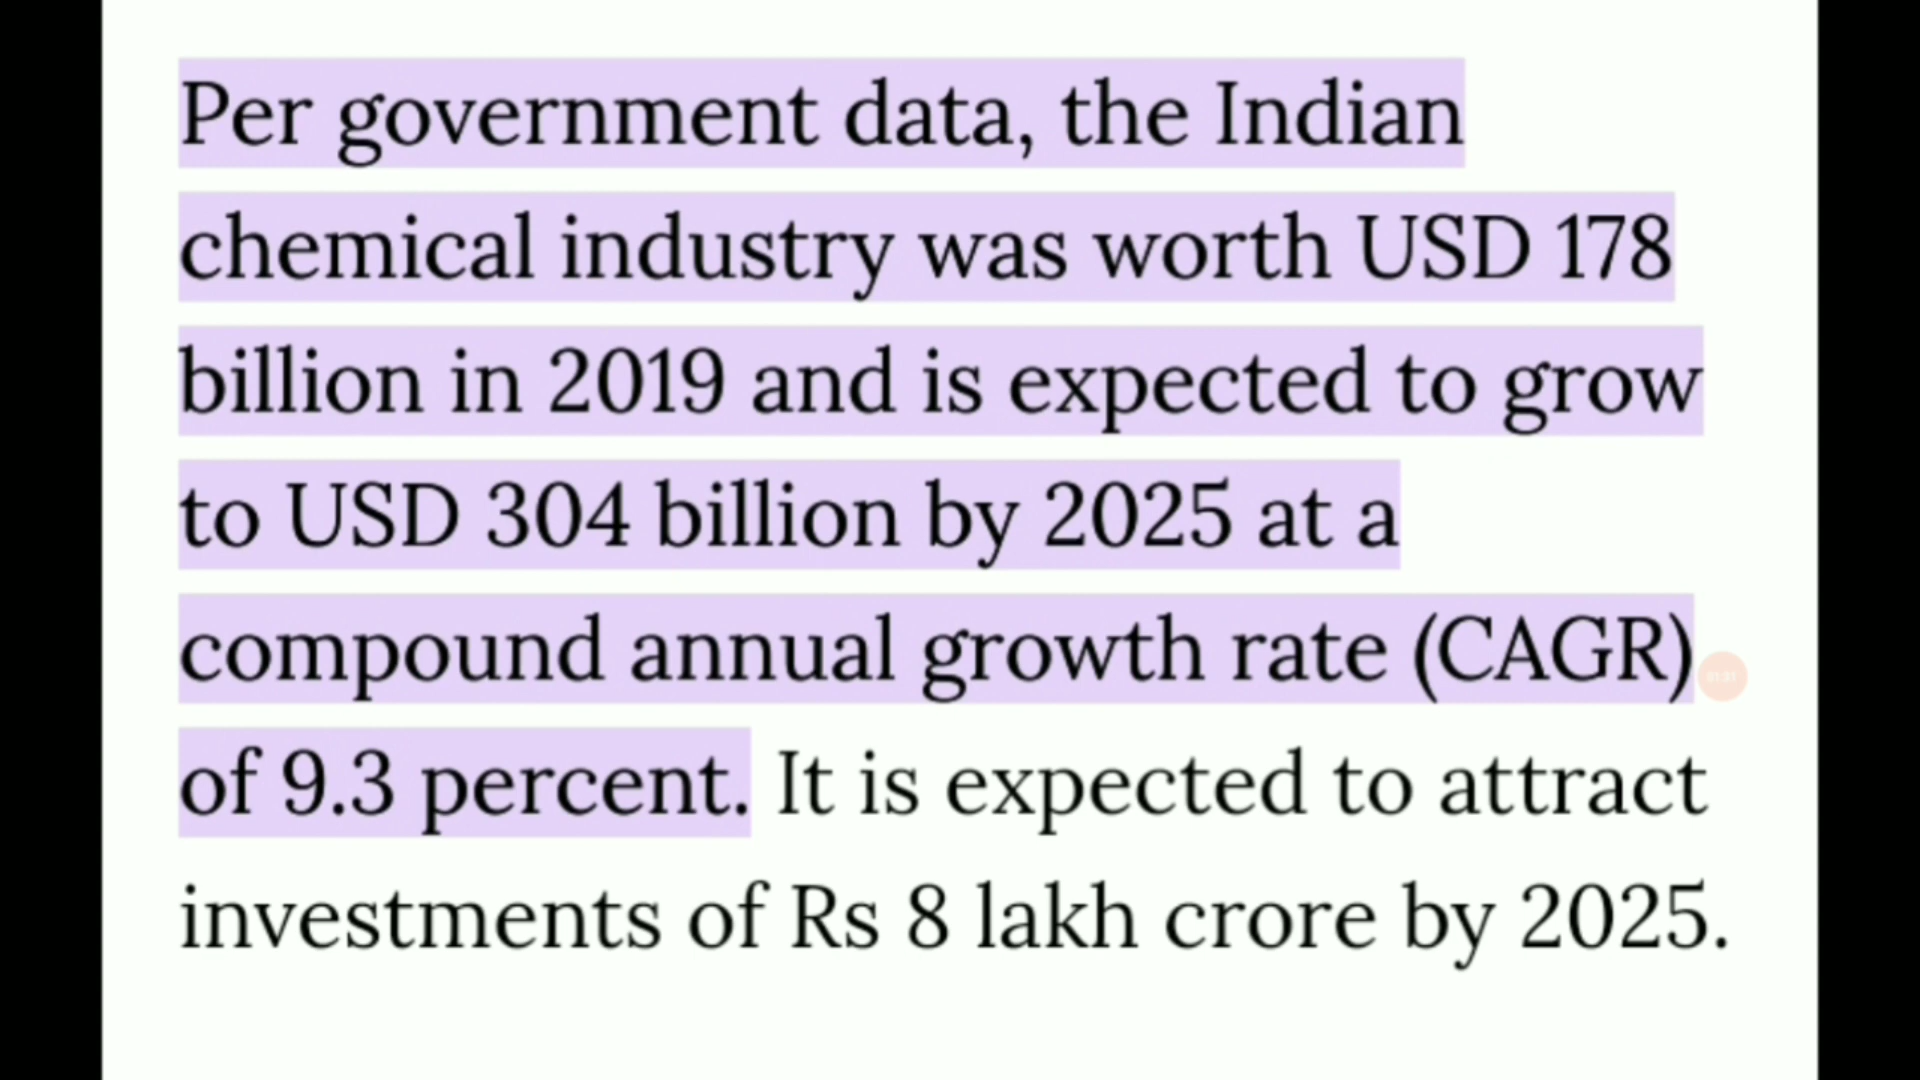 Per government data, the Indian
chemical industry was worth USD 178
billion in 2019 and is expected to grow
to USD 304 billion by 2025 at a
compound annual growth rate (CAGR)
of 9.3 percent. It is expected to attract
investments of Rs 8 lakh crore by 2025.